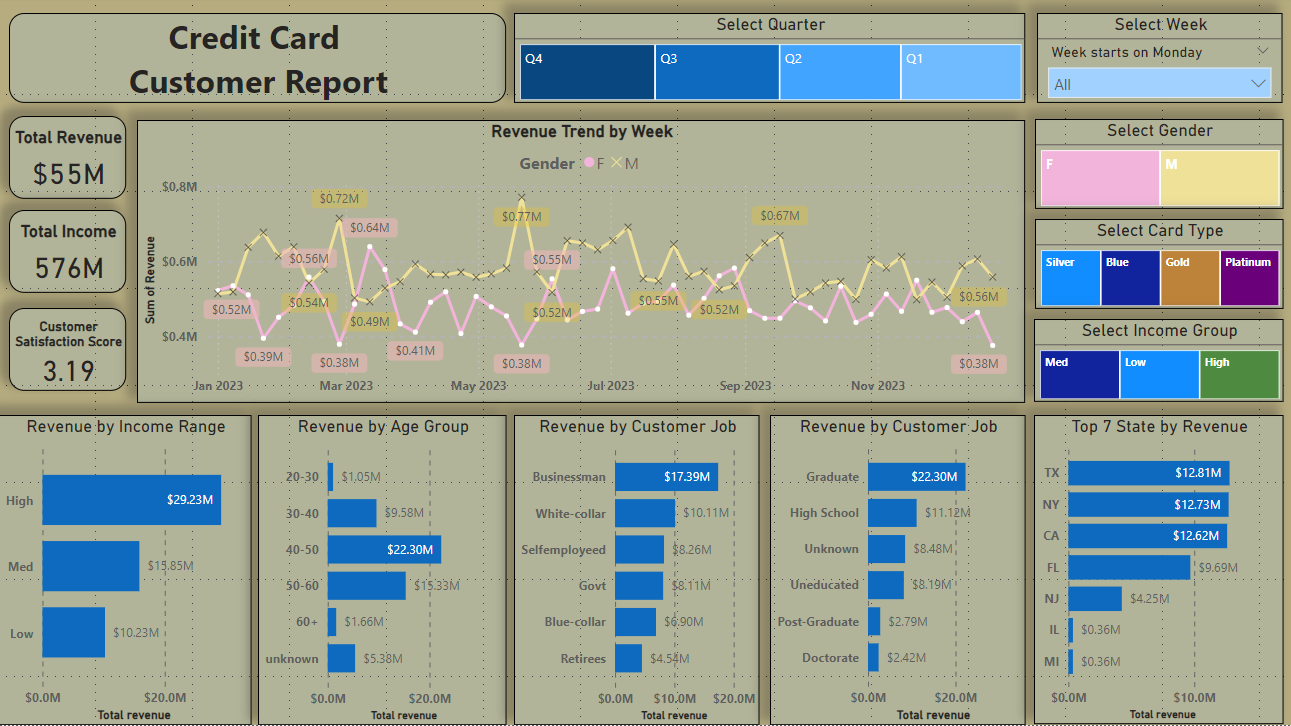 Credit Card
Customer Report
Select Quarter
Q4
Q3
Q2
Q1
Select Week
Week starts on Monday
All
Total Revenue
$55M
Total Income
576M
Customer
Satisfaction Score
3.19
Revenue Trend by Week
Gender F M
Sum of Revenue
$0.8M
$0.6M
$0.4M
$0.72M
$0.64M
$0.77M
$0.67M
$0.56M
$0.55M
$0.52M
$0.54M
$0.49M
$0.52M
$0.55M
$0.52M
$0.56M
$0.39M
$0.38M
$0.41M
$0.38M
$0.38M
Jan 2023
Mar 2023
May 2023
Jul 2023
Sep 2023
Nov 2023
Select Gender
F
M
Select Card Type
Silver
Blue
Gold
Platinum
Select Income Group
Med
Low
High
Revenue by Income Range
High $29.23M
Med $15.85M
Low $10.23M
$0.0M $20.0M
Total revenue
Revenue by Age Group
20-30 $1.05M
30-40 $9.58M
40-50 $22.30M
50-60 $15.33M
60+ $1.66M
unknown $5.38M
$0.0M $20.0M
Total revenue
Revenue by Customer Job
Businessman $17.39M
White-collar $10.11M
Selfemployeed $8.26M
Govt $8.11M
Blue-collar $6.90M
Retirees $4.54M
$0.0M $10.0M $20.0M
Total revenue
Revenue by Customer Job
Graduate $22.30M
High School $11.12M
Unknown $8.48M
Uneducated $8.19M
Post-Graduate $2.79M
Doctorate $2.42M
$0.0M $20.0M
Total revenue
Top 7 State by Revenue
TX $12.81M
NY $12.73M
CA $12.62M
FL $9.69M
NJ $4.25M
IL $0.36M
MI $0.36M
$0.0M $10.0M
Total revenue